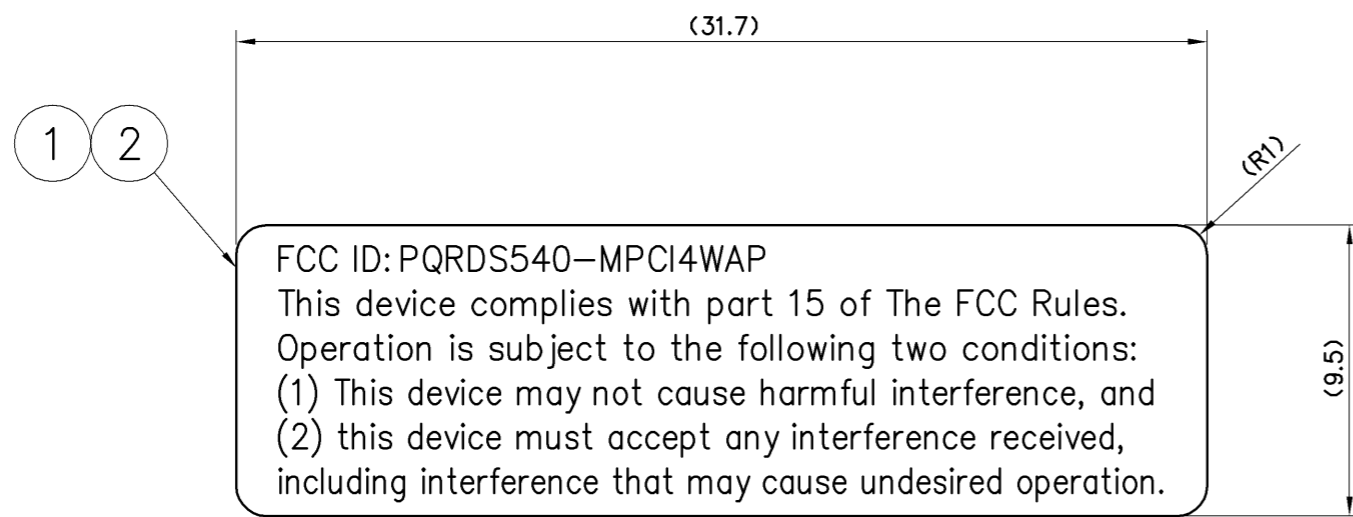 (31.7)
1 2
(R1)
FCC ID: PQRDS540-MPCI4WAP
This device complies with part 15 of The FCC Rules.
Operation is subject to the following two conditions:
(1) This device may not cause harmful interference, and
(2) this device must accept any interference received,
including interference that may cause undesired operation.
(9.5)